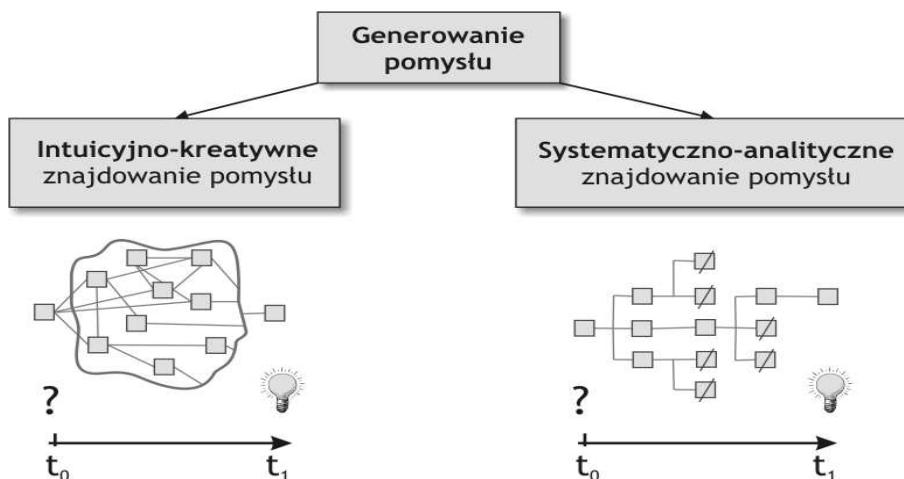 Generowanie
pomysłu
Intuicyjno-kreatywne
znajdowanie pomysłu
Systematyczno-analityczne
znajdowanie pomysłu
?
t₀
t₁
?
t₀
t₁